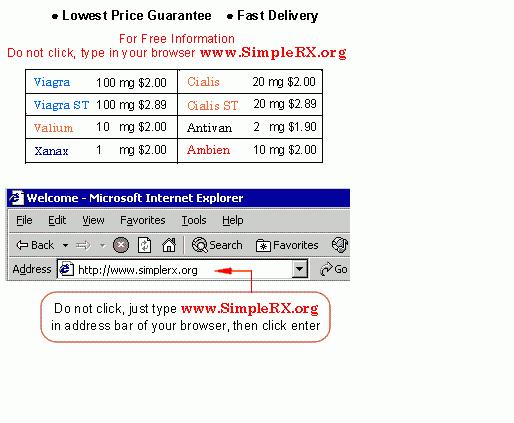 ● Lowest Price Guarantee ● Fast Delivery
For Free Information
Do not click, type in your browser www.SimpleRX.org
Viagra 100 mg $2.00 Cialis 20 mg $2.00
Viagra ST 100 mg $2.89 Cialis ST 20 mg $2.89
Valium 10 mg $2.00 Antivan 2 mg $1.90
Xanax 1 mg $2.00 Ambien 10 mg $2.00
Welcome - Microsoft Internet Explorer
File Edit View Favorites Tools Help
Back Search Favorites
Address http://www.simplerx.org Go
Do not click, just type www.SimpleRX.org
in address bar of your browser, then click enter